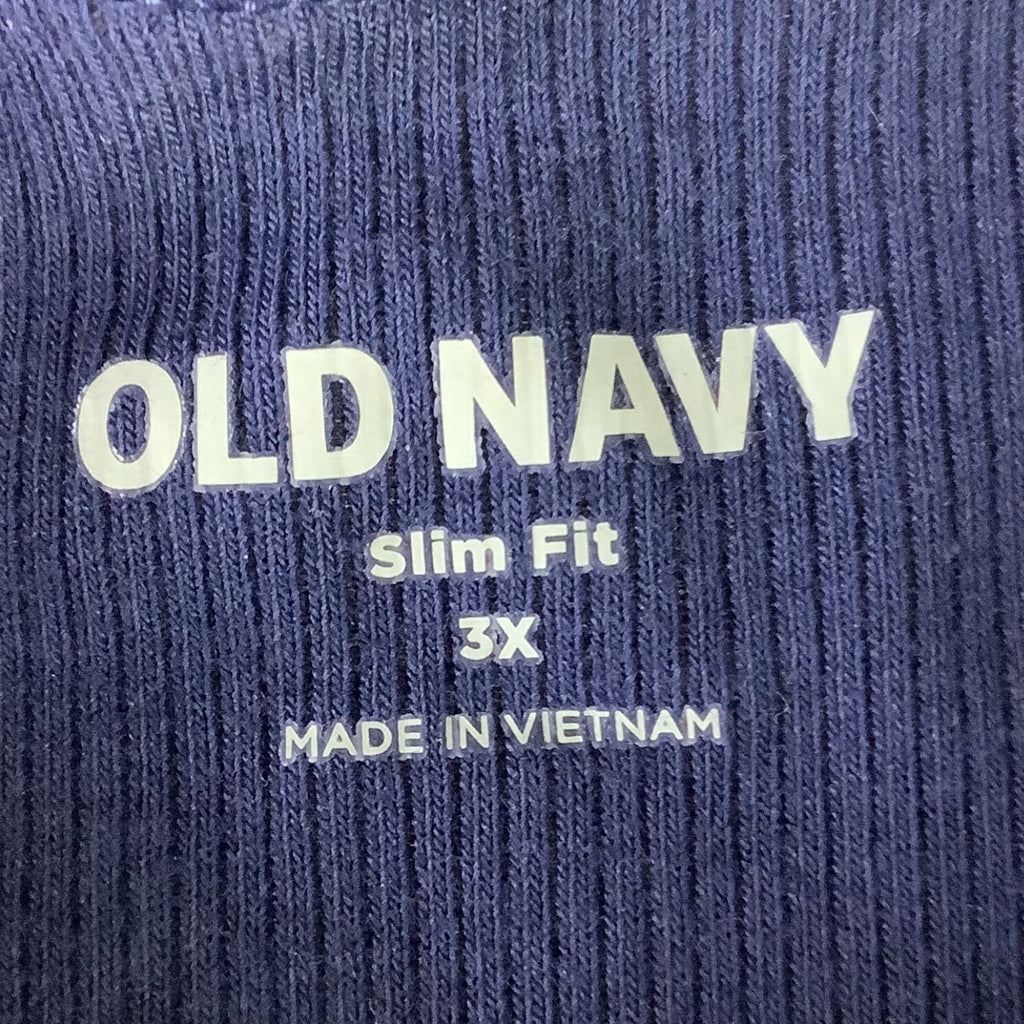 OLD NAVY
Slim Fit
3X
MADE IN VIETNAM